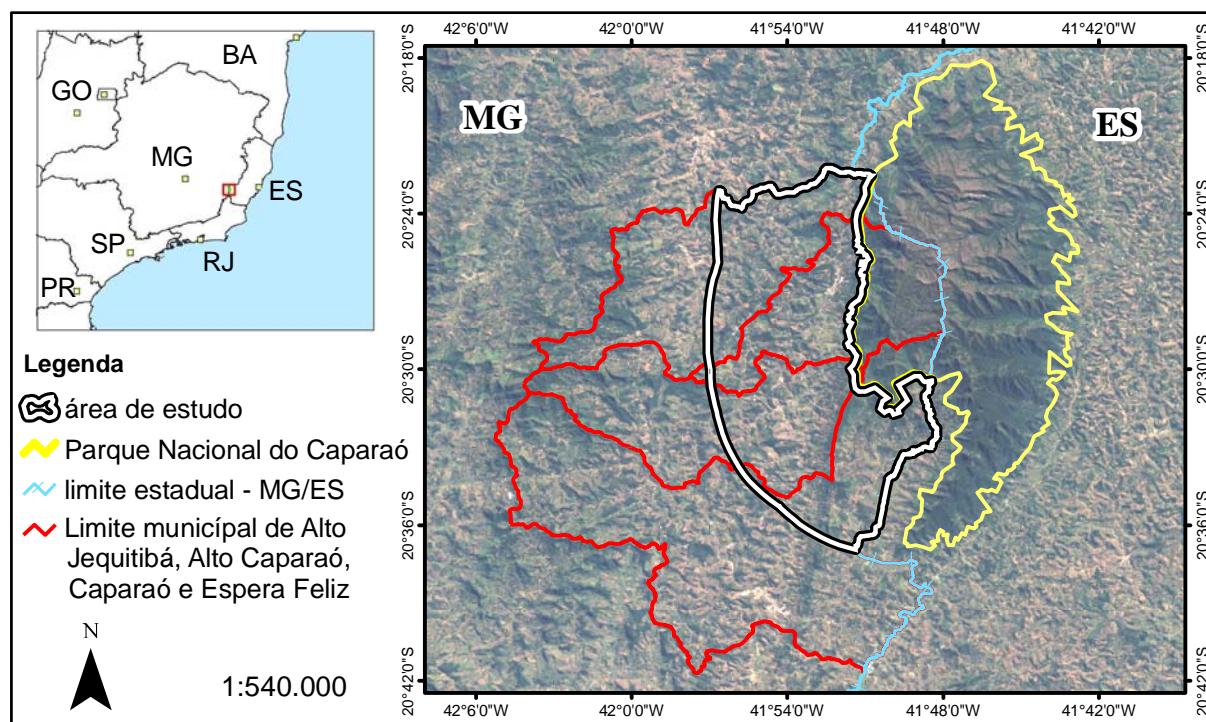 BA
GO
MG
ES
SP
RJ
PR
Legenda
área de estudo
Parque Nacional do Caparaó
limite estadual - MG/ES
Limite municípal de Alto
Jequitibá, Alto Caparaó,
Caparaó e Espera Feliz
N
1:540.000
42°6'0"W 42°0'0"W 41°54'0"W 41°48'0"W 41°42'0"W
20°18'0"S 20°18'0"S
MG ES
20°24'0"S 20°24'0"S
20°30'0"S 20°30'0"S
20°36'0"S 20°36'0"S
20°42'0"S 20°42'0"S
42°6'0"W 42°0'0"W 41°54'0"W 41°48'0"W 41°42'0"W